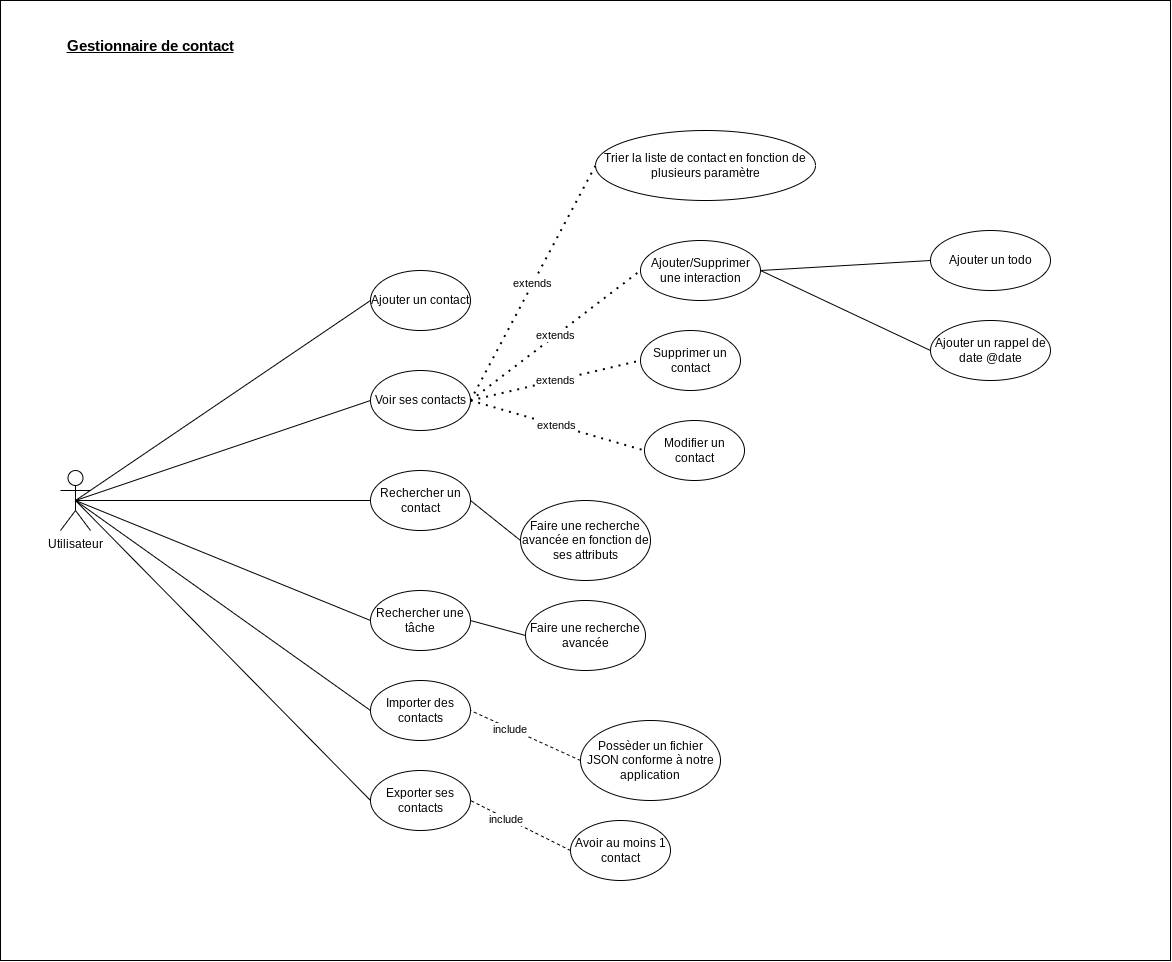 Gestionnaire de contact
Trier la liste de contact en fonction de
plusieurs paramètre
Ajouter/Supprimer
une interaction
Ajouter un todo
extends
Ajouter un contact
extends
Supprimer un
contact
Ajouter un rappel de
date @date
extends
Voir ses contacts
extends
Modifier un
contact
Rechercher un
contact
Faire une recherche
avancée en fonction de
ses attributs
Utilisateur
Rechercher une
tâche
Faire une recherche
avancée
Importer des
contacts
include
Possèder un fichier
JSON conforme à notre
application
Exporter ses
contacts
include
Avoir au moins 1
contact